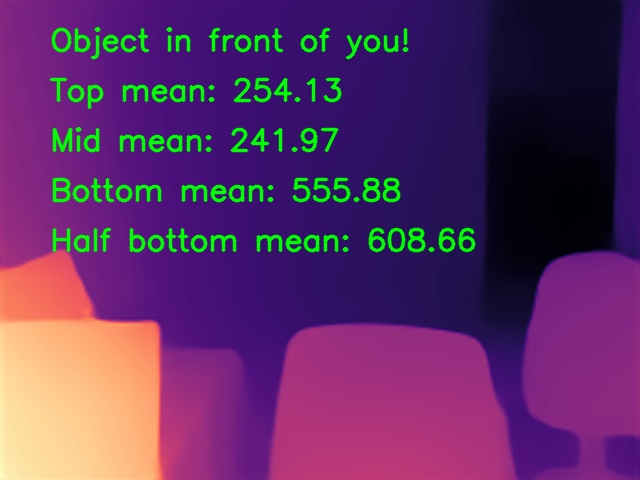 Object in front of you!
Top mean: 254.13
Mid mean: 241.97
Bottom mean: 555.88
Half bottom mean: 608.66